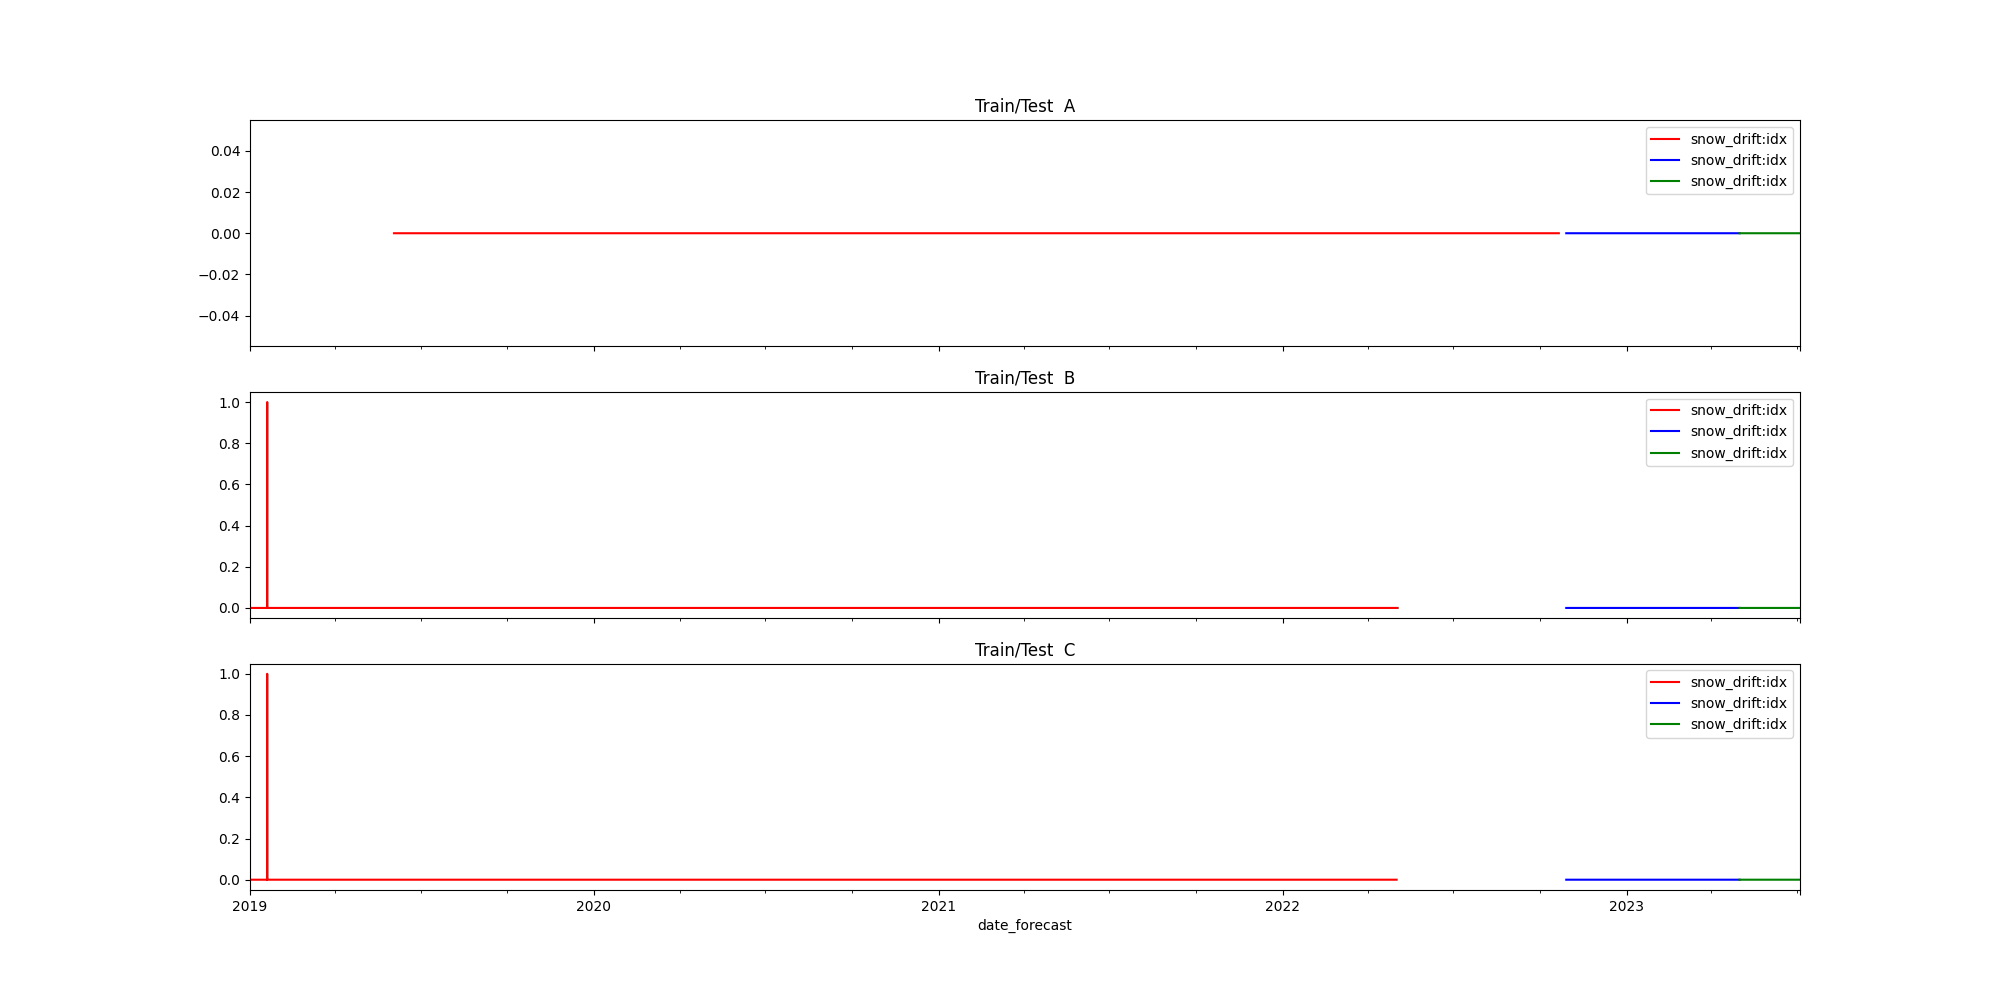 Train/Test  A
0.04
0.02
0.00
−0.02
−0.04
snow_drift:idx
snow_drift:idx
snow_drift:idx
Train/Test  B
1.0
0.8
0.6
0.4
0.2
0.0
snow_drift:idx
snow_drift:idx
snow_drift:idx
Train/Test  C
1.0
0.8
0.6
0.4
0.2
0.0
snow_drift:idx
snow_drift:idx
snow_drift:idx
2019 2020 2021 2022 2023
date_forecast